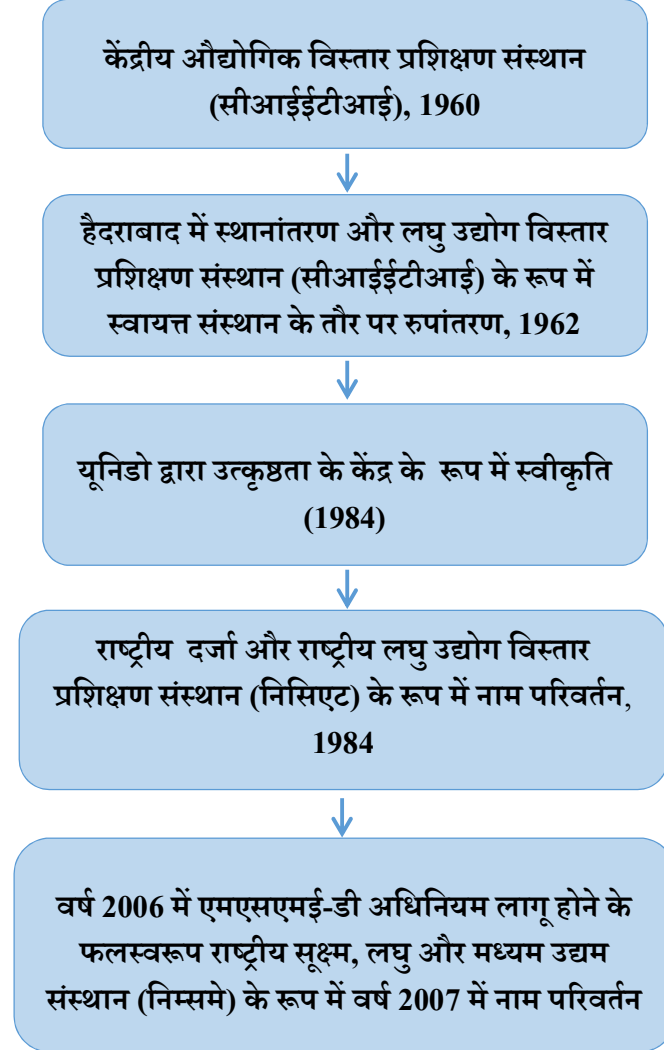 केंद्रीय औद्योगिक विस्तार प्रशिक्षण संस्थान
(सीआईईटीआई), 1960
हैदराबाद में स्थानांतरण और लघु उद्योग विस्तार
प्रशिक्षण संस्थान (सीआईईटीआई) के रूप में
स्वायत्त संस्थान के तौर पर रुपांतरण, 1962
यूनिडो द्वारा उत्कृष्ठता के केंद्र के रूप में स्वीकृति
(1984)
राष्ट्रीय दर्जा और राष्ट्रीय लघु उद्योग विस्तार
प्रशिक्षण संस्थान (निसिएट) के रूप में नाम परिवर्तन,
1984
वर्ष 2006 में एमएसएमई-डी अधिनियम लागू होने के
फलस्वरूप राष्ट्रीय सूक्ष्म, लघु और मध्यम उद्यम
संस्थान (निम्समे) के रूप में वर्ष 2007 में नाम परिवर्तन